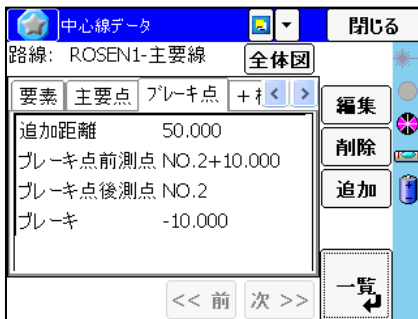 中心線データ
閉じる
路線: ROSEN1-主要線
全体図
要素 主要点 ブレーキ点
編集
追加距離 50.000
ブレーキ点前測点 NO.2+10.000
削除
ブレーキ点後測点 NO.2
追加
ブレーキ -10.000
一覧
<< 前 次 >>